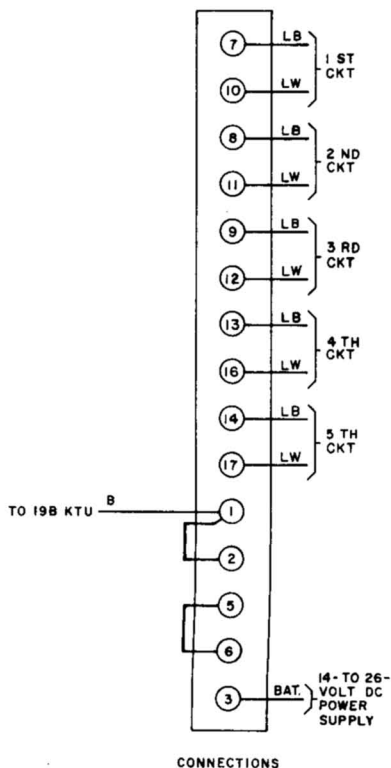 7 LB
1 ST
CKT
10 LW
8 LB
2 ND
CKT
11 LW
9 LB
3 RD
CKT
12 LW
13 LB
4 TH
CKT
16 LW
14 LB
5 TH
CKT
17 LW
TO 19B KTU B 1
2
5
6
3 BAT.
14- TO 26-
VOLT DC
POWER
SUPPLY
CONNECTIONS